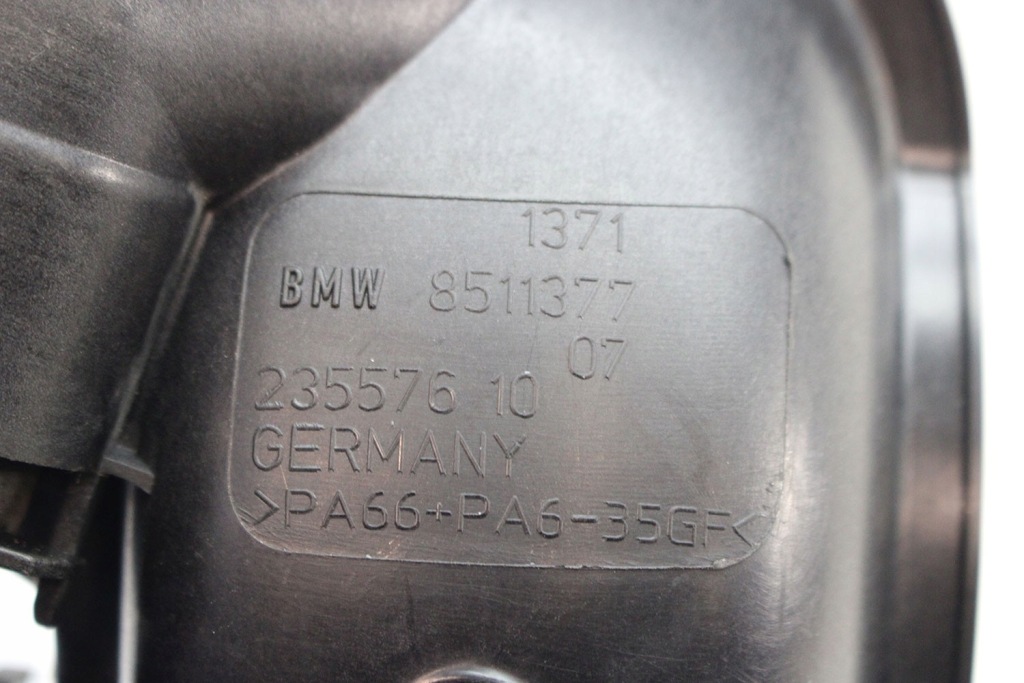 1371
BMW 8511377
07
235576 10
GERMANY
>PA66+PA6-35GF<